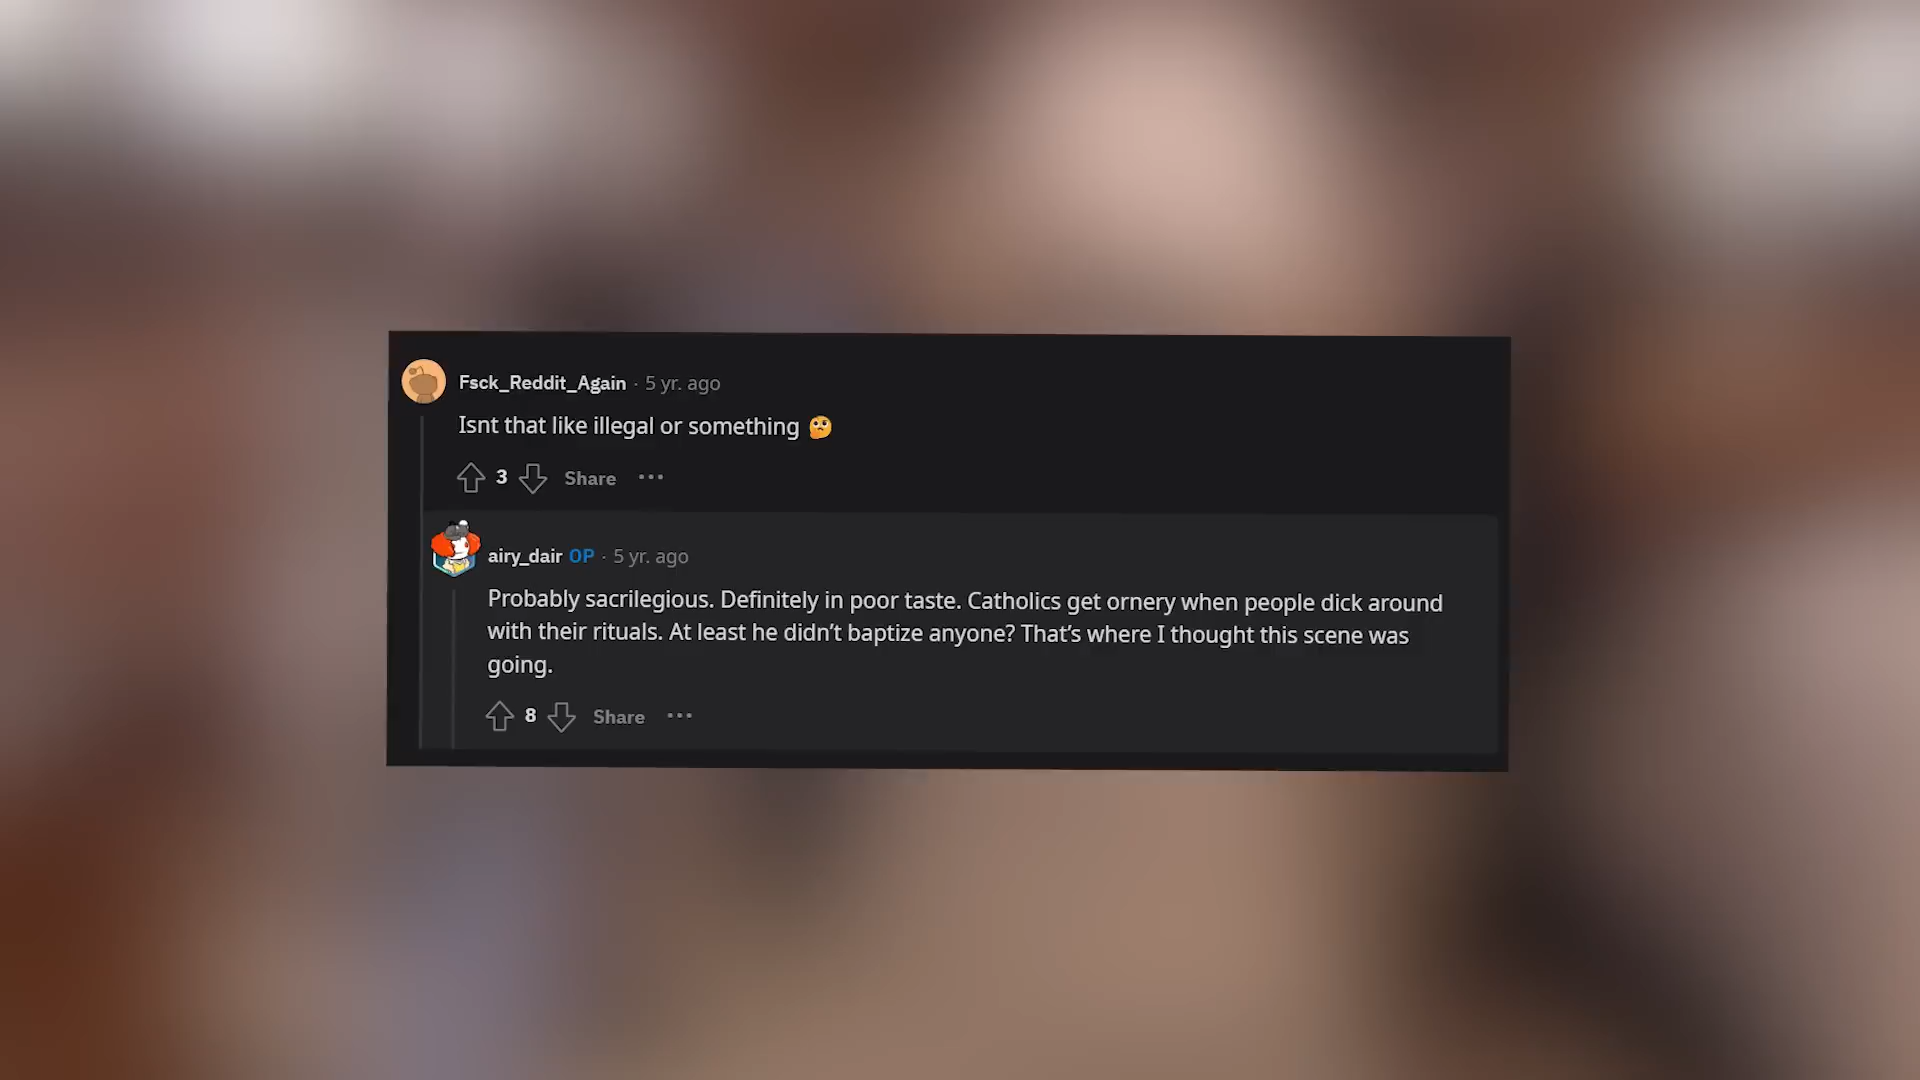 Fsck_Reddit_Again · 5 yr. ago
Isnt that like illegal or something 🤔
3 Share ···
airy_dair OP · 5 yr. ago
Probably sacrilegious. Definitely in poor taste. Catholics get ornery when people dick around
with their rituals. At least he didn’t baptize anyone? That’s where I thought this scene was
going.
8 Share ···